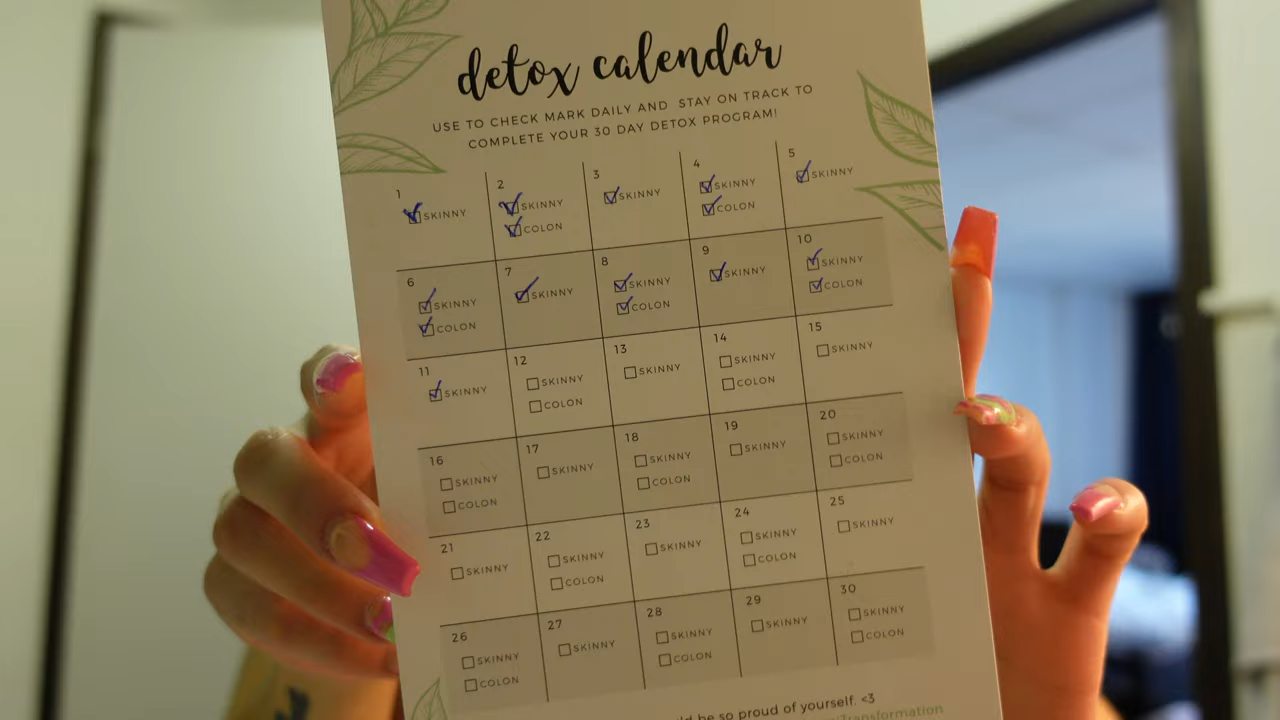 detox calendar
USE TO CHECK MARK DAILY AND STAY ON TRACK TO
COMPLETE YOUR 30 DAY DETOX PROGRAM!
1
SKINNY
2
SKINNY
COLON
3
SKINNY
4
SKINNY
COLON
5
SKINNY
6
SKINNY
COLON
7
SKINNY
8
SKINNY
COLON
9
SKINNY
10
SKINNY
COLON
11
SKINNY
12
SKINNY
COLON
13
SKINNY
14
SKINNY
COLON
15
SKINNY
16
SKINNY
COLON
17
SKINNY
18
SKINNY
COLON
19
SKINNY
20
SKINNY
COLON
21
SKINNY
22
SKINNY
COLON
23
SKINNY
24
SKINNY
COLON
25
SKINNY
26
SKINNY
COLON
27
SKINNY
28
SKINNY
COLON
29
SKINNY
30
SKINNY
COLON
be so proud of yourself. <3